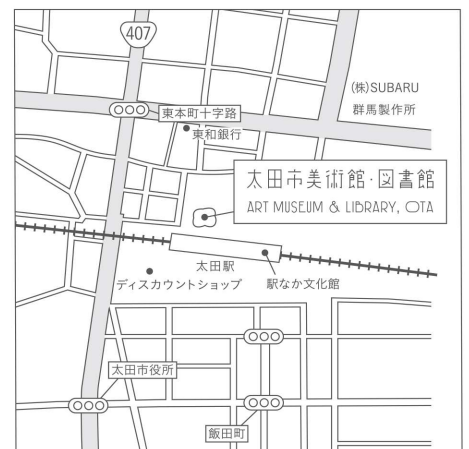 407
(株)SUBARU
群馬製作所
東本町十字路
東和銀行
太田市美術館・図書館
ART MUSEUM & LIBRARY, OTA
太田駅
ディスカウントショップ
駅なか文化館
太田市役所
飯田町